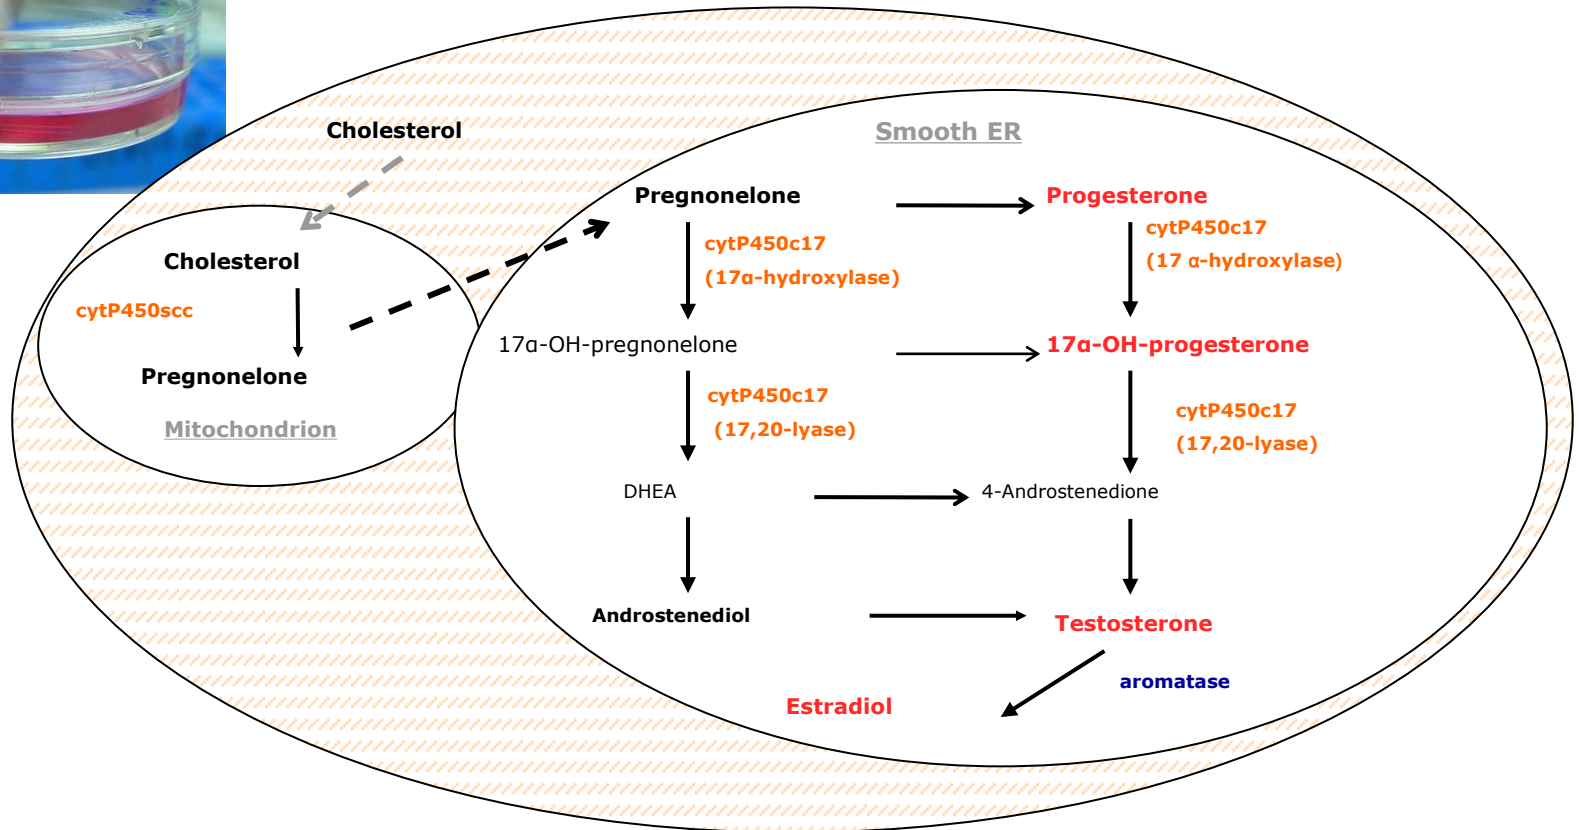 Cholesterol
Smooth ER
Pregnonelone
Progesterone
cytP450c17
(17α-hydroxylase)
cytP450c17
(17 α-hydroxylase)
Cholesterol
cytP450scc
Pregnonelone
Mitochondrion
17α-OH-pregnonelone
17α-OH-progesterone
cytP450c17
(17,20-lyase)
cytP450c17
(17,20-lyase)
DHEA
4-Androstenedione
Androstenediol
Testosterone
aromatase
Estradiol